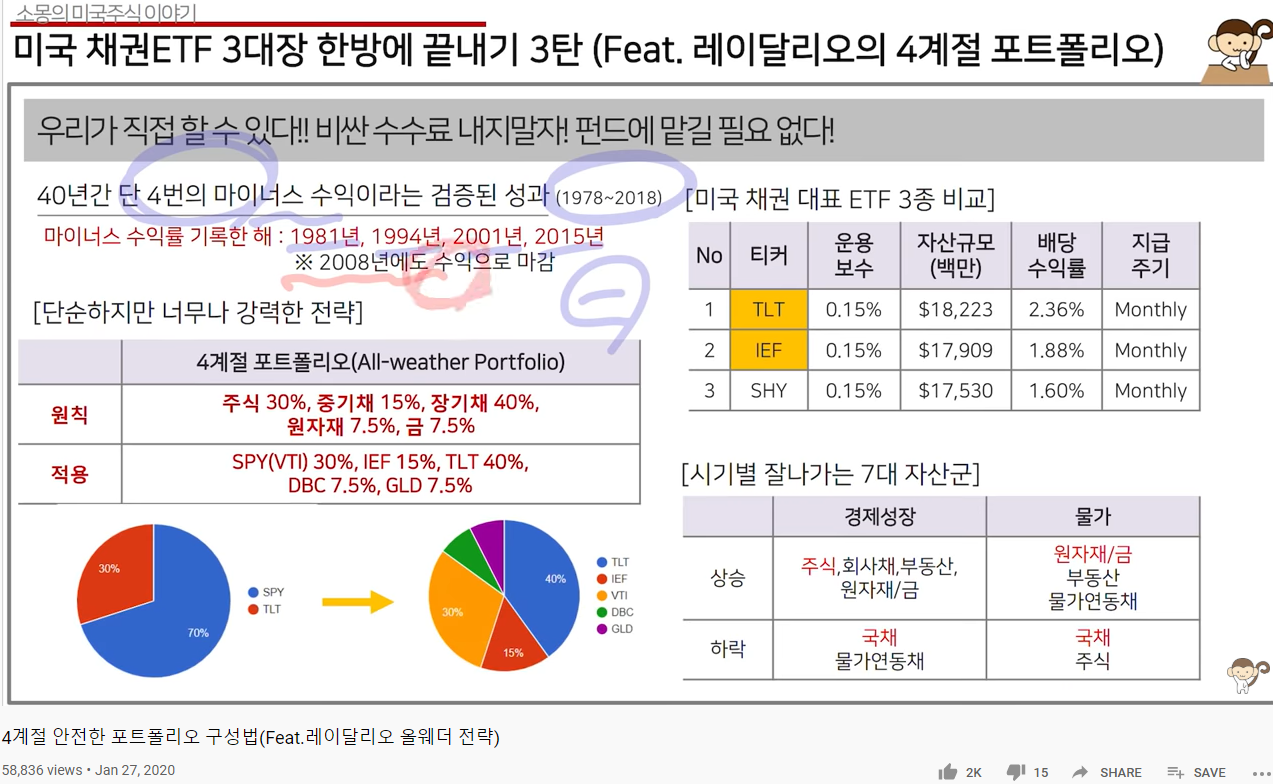 소몽의 미국주식 이야기
미국 채권ETF 3대장 한방에 끝내기 3탄 (Feat. 레이달리오의 4계절 포트폴리오)
우리가 직접 할 수 있다!! 비싼 수수료 내지말자! 펀드에 맡길 필요 없다!
40년간 단 4번의 마이너스 수익이라는 검증된 성과 (1978~2018)
마이너스 수익률 기록한 해 : 1981년, 1994년, 2001년, 2015년
※ 2008년에도 수익으로 마감
[단순하지만 너무나 강력한 전략]
4계절 포트폴리오(All-weather Portfolio)
원칙
주식 30%, 중기채 15%, 장기채 40%,
원자재 7.5%, 금 7.5%
적용
SPY(VTI) 30%, IEF 15%, TLT 40%,
DBC 7.5%, GLD 7.5%
30%
70%
SPY
TLT
40%
30%
15%
TLT
IEF
VTI
DBC
GLD
[미국 채권 대표 ETF 3종 비교]
No 티커 운용 보수 자산규모 (백만) 배당 수익률 지급 주기
1 TLT 0.15% $18,223 2.36% Monthly
2 IEF 0.15% $17,909 1.88% Monthly
3 SHY 0.15% $17,530 1.60% Monthly
[시기별 잘나가는 7대 자산군]
경제성장 물가
상승
주식,회사채,부동산,
원자재/금
원자재/금
부동산
물가연동채
하락
국채
물가연동채
국채
주식
4계절 안전한 포트폴리오 구성법(Feat.레이달리오 올웨더 전략)
58,836 views • Jan 27, 2020
2K 15 SHARE SAVE